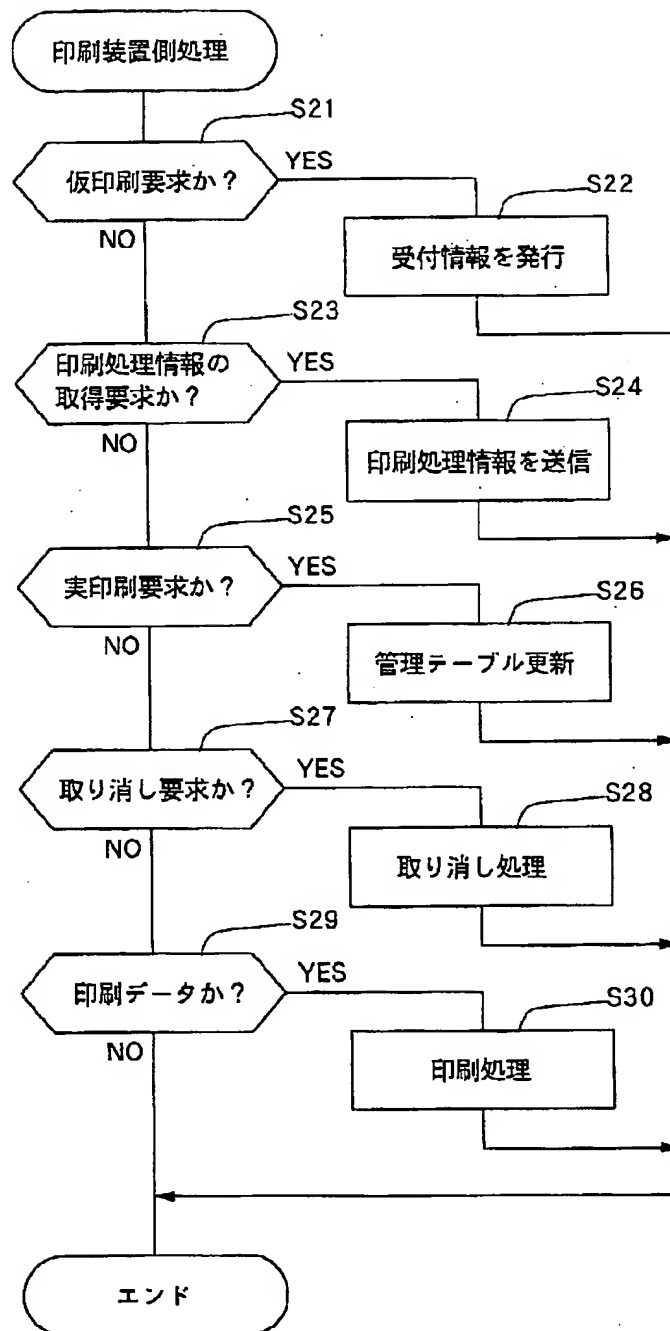 印刷装置側処理
S21
仮印刷要求か？
YES
S22
NO
受付情報を発行
S23
印刷処理情報の
取得要求か？
YES
S24
NO
印刷処理情報を送信
S25
実印刷要求か？
YES
S26
NO
管理テーブル更新
S27
取り消し要求か？
YES
S28
NO
取り消し処理
S29
印刷データか？
YES
S30
NO
印刷処理
エンド